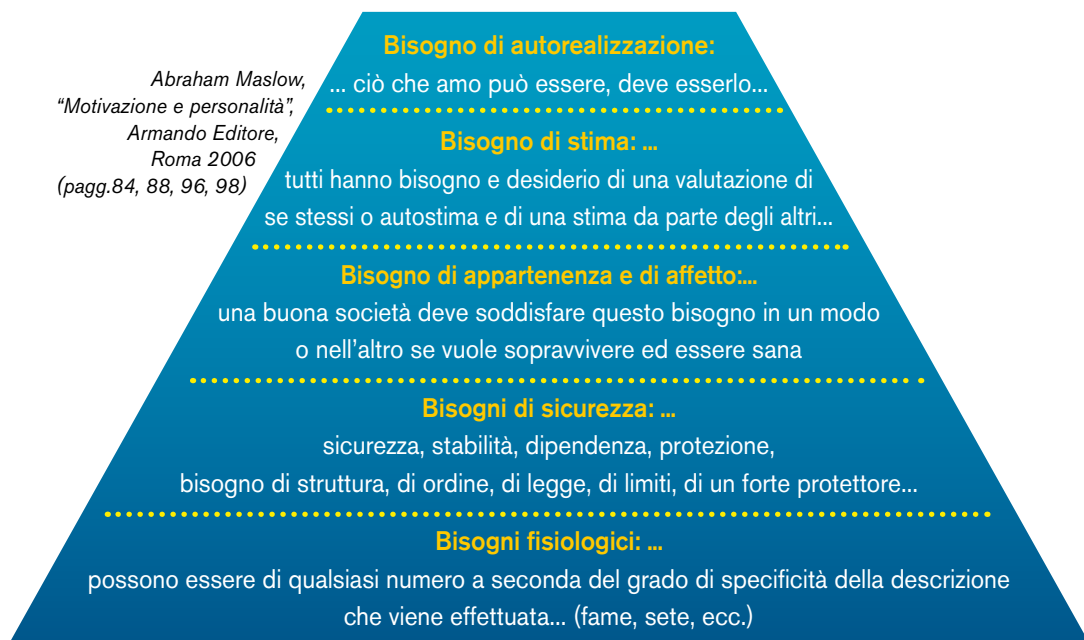 Abraham Maslow,
"Motivazione e personalità",
Armando Editore,
Roma 2006
(pagg.84, 88, 96, 98)
Bisogno di autorealizzazione:
... ciò che amo può essere, deve esserlo...
Bisogno di stima: ...
tutti hanno bisogno e desiderio di una valutazione di
se stessi o autostima e di una stima da parte degli altri...
Bisogno di appartenenza e di affetto:...
una buona società deve soddisfare questo bisogno in un modo
o nell'altro se vuole sopravvivere ed essere sana
Bisogni di sicurezza: ...
sicurezza, stabilità, dipendenza, protezione,
bisogno di struttura, di ordine, di legge, di limiti, di un forte protettore...
Bisogni fisiologici: ...
possono essere di qualsiasi numero a seconda del grado di specificità della descrizione
che viene effettuata... (fame, sete, ecc.)